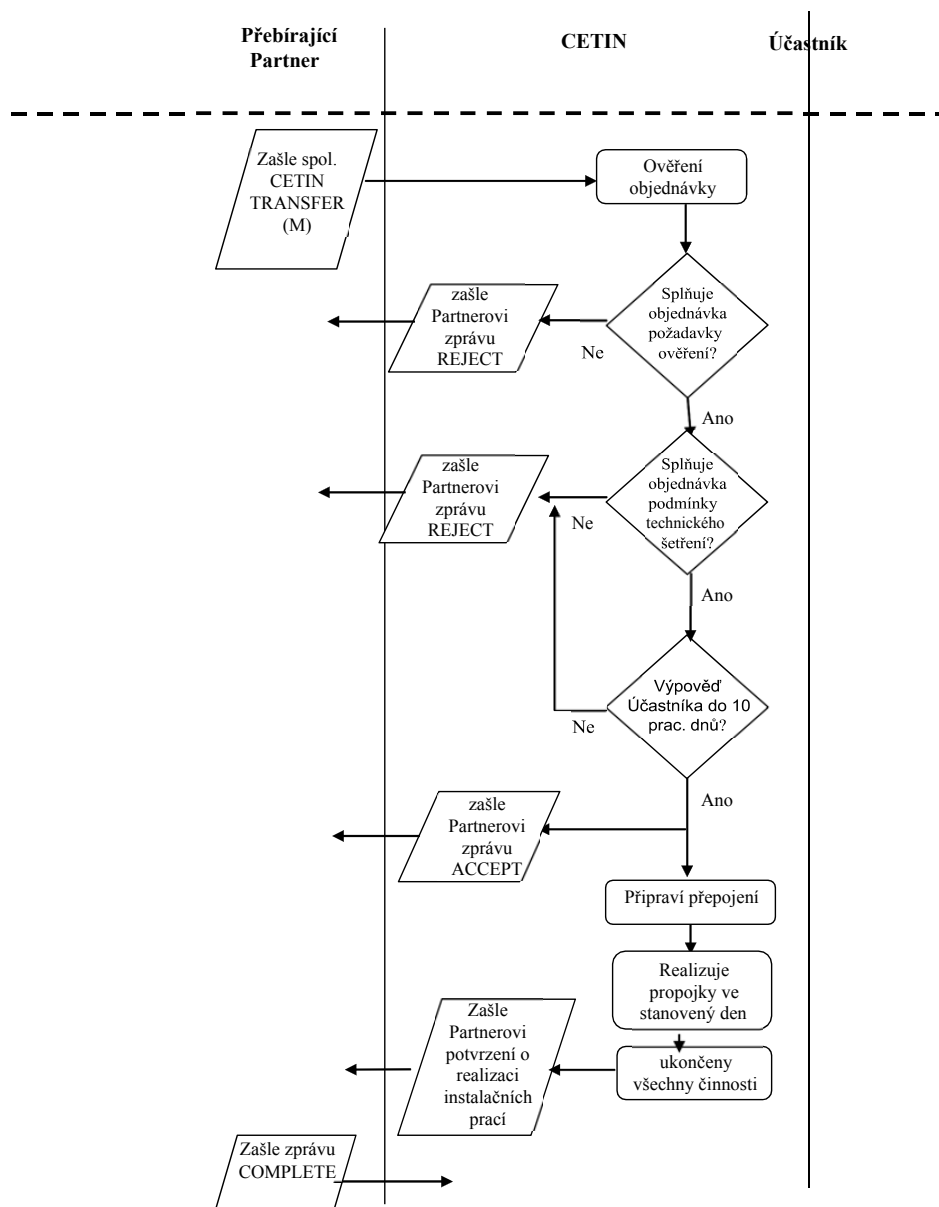 Přebírající
Partner
CETIN
Účastník
Zašle spol.
CETIN
TRANSFER
(M)
Ověření
objednávky
Splňuje
objednávka
požadavky
ověření?
Ne
zašle
Partnerovi
zprávu
REJECT
Ano
Splňuje
objednávka
podmínky
technického
šetření?
Ne
zašle
Partnerovi
zprávu
REJECT
Ano
Výpověď
Účastníka do 10
prac. dnů?
Ne
Ano
zašle
Partnerovi
zprávu
ACCEPT
Připraví přepojení
Realizuje
propojky ve
stanovený den
ukončeny
všechny činnosti
Zašle
Partnerovi
potvrzení o
realizaci
instalačních
prací
Zašle zprávu
COMPLETE